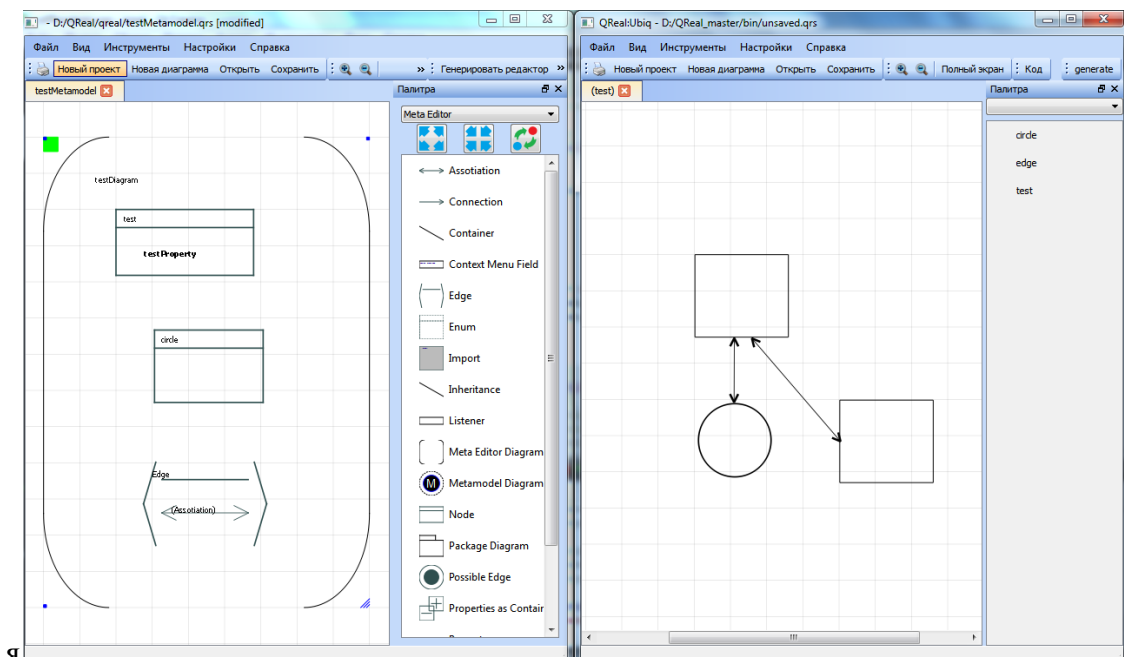 - D:/QReal/qreal/testMetamodel.qrs [modified]
Файл Вид Инструменты Настройки Справка
Новый проект Новая диаграмма Открыть Сохранить » Генерировать редактор »
testMetamodel
Палитра
Meta Editor
testDiagram
test
testProperty
circle
Edge
(Assotiation)
Assotiation
Connection
Container
Context Menu Field
Edge
Enum
Import
Inheritance
Listener
Meta Editor Diagram
M Metamodel Diagram
Node
Package Diagram
Possible Edge
Properties as Contair
QReal:Ubiq - D:/QReal_master/bin/unsaved.qrs
Файл Вид Инструменты Настройки Справка
Новый проект Новая диаграмма Открыть Сохранить Полный экран Код generate
(test)
Палитра
circle
edge
test
я